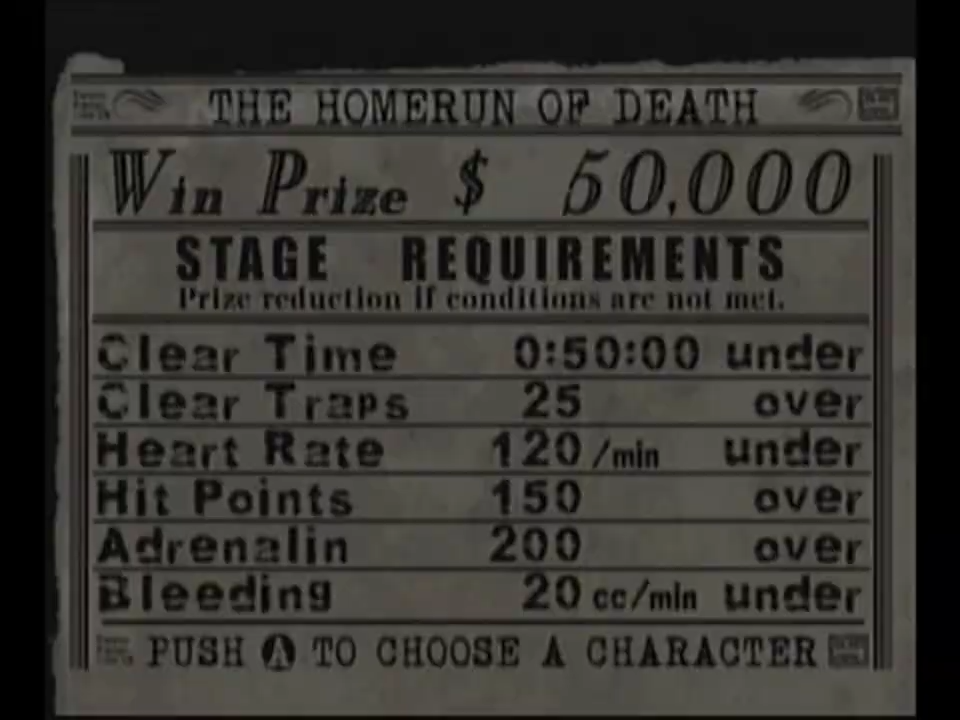 THE HOMERUN OF DEATH
Win Prize $ 50,000
STAGE REQUIREMENTS
Prize reduction if conditions are not met.
Clear Time 0:50:00 under
Clear Traps 25 over
Heart Rate 120 /min under
Hit Points 150 over
Adrenalin 200 over
Bleeding 20 cc/min under
PUSH A TO CHOOSE A CHARACTER